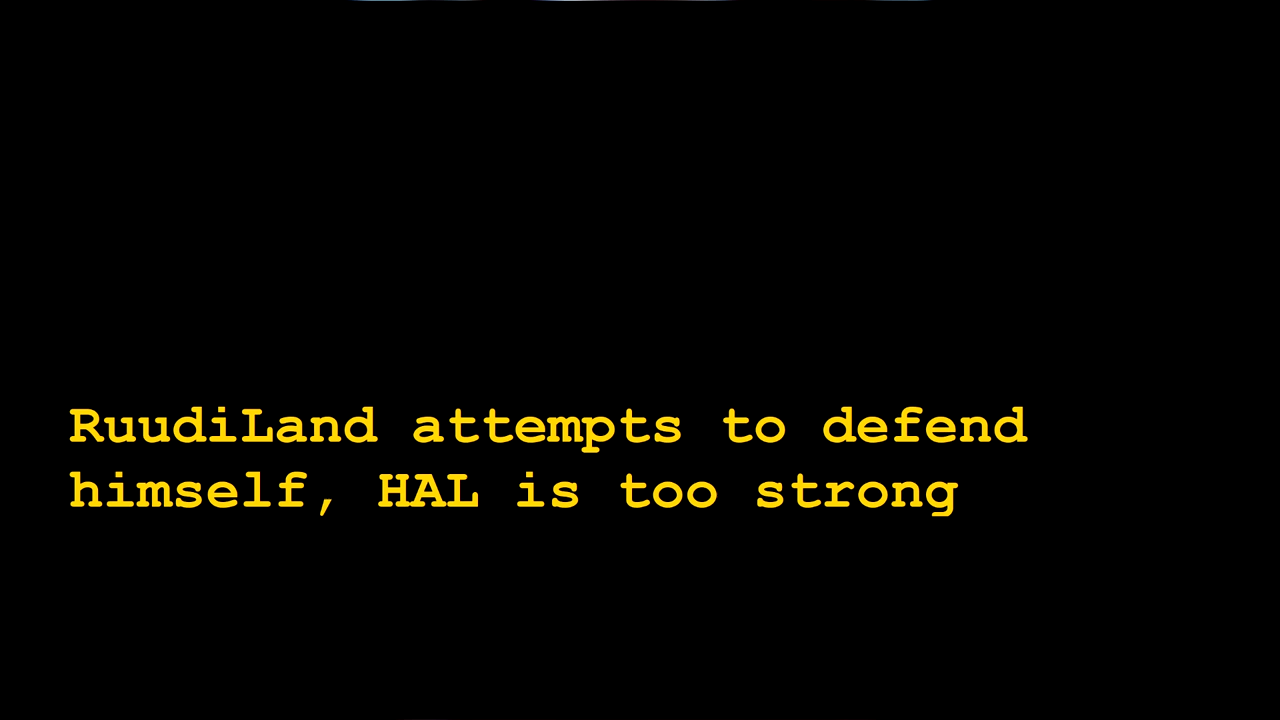 RuudiLand attempts to defend
himself, HAL is too strong